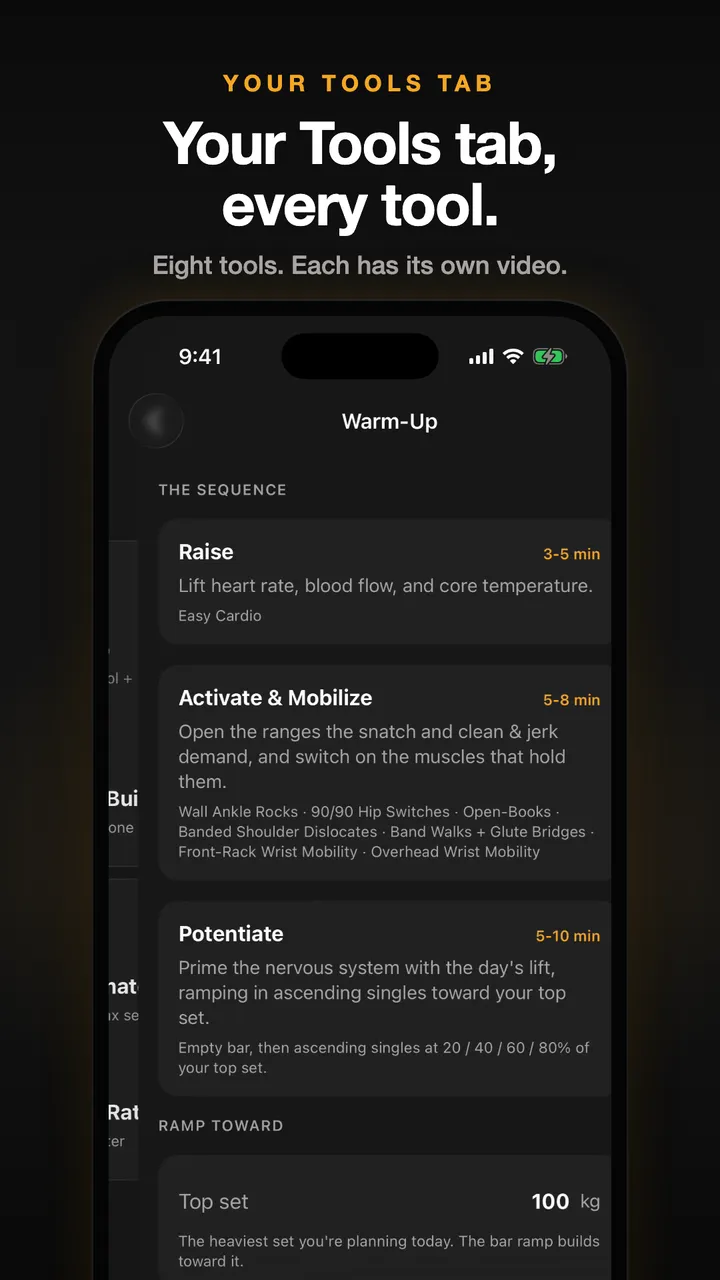 YOUR TOOLS TAB
Your Tools tab,
every tool.
Eight tools. Each has its own video.
9:41
Warm-Up
THE SEQUENCE
Raise
3-5 min
Lift heart rate, blood flow, and core temperature.
Easy Cardio
Activate & Mobilize
5-8 min
Open the ranges the snatch and clean & jerk
demand, and switch on the muscles that hold
them.
Wall Ankle Rocks · 90/90 Hip Switches · Open-Books ·
Banded Shoulder Dislocates · Band Walks + Glute Bridges ·
Front-Rack Wrist Mobility · Overhead Wrist Mobility
Potentiate
5-10 min
Prime the nervous system with the day's lift,
ramping in ascending singles toward your top
set.
Empty bar, then ascending singles at 20 / 40 / 60 / 80% of
your top set.
RAMP TOWARD
Top set
100 kg
The heaviest set you're planning today. The bar ramp builds
toward it.